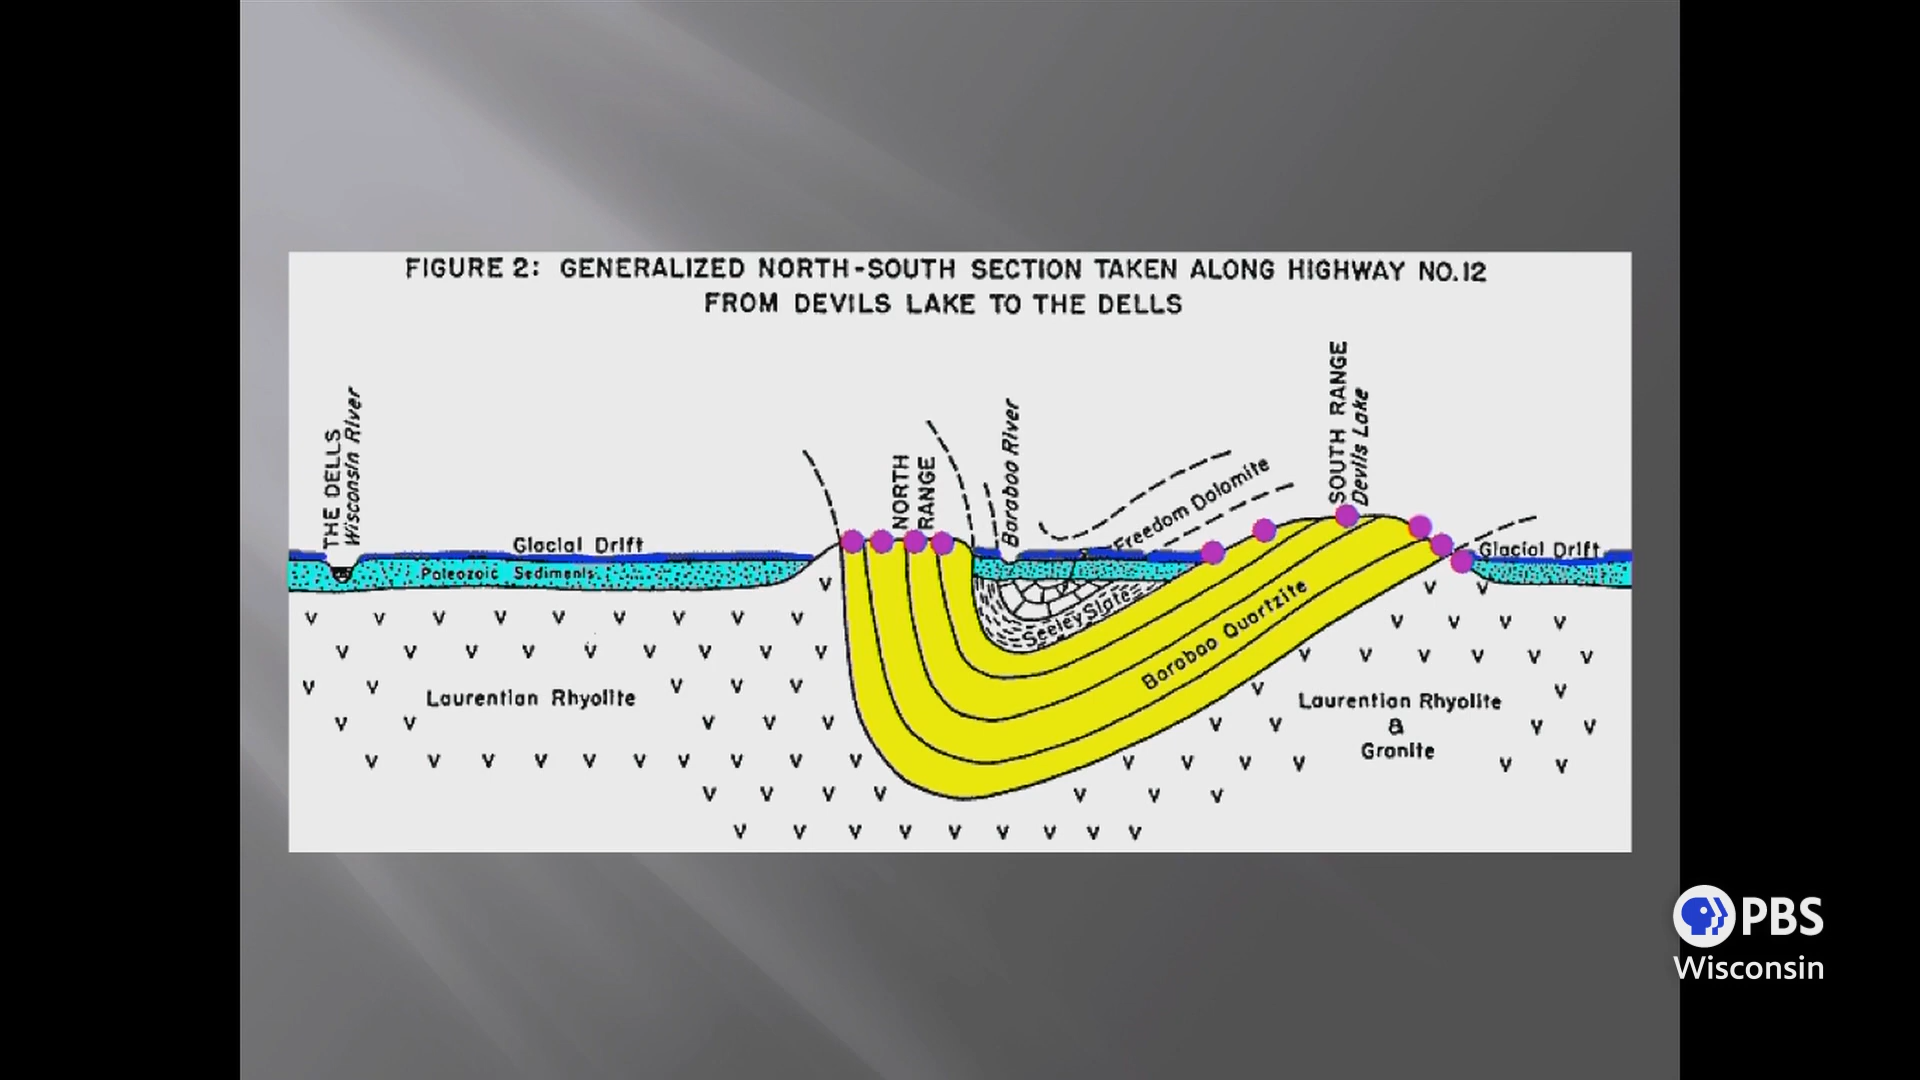 FIGURE 2: GENERALIZED NORTH-SOUTH SECTION TAKEN ALONG HIGHWAY NO.12
FROM DEVILS LAKE TO THE DELLS
THE DELLS
Wisconsin River
Glacial Drift
Paleozoic Sediments
Laurentian Rhyolite
NORTH
RANGE
Baraboo River
Freedom Dolomite
Seeley Slate
Baraboo Quartzite
SOUTH RANGE
Devils Lake
Glacial Drift
Laurentian Rhyolite
&
Granite
PBS
Wisconsin